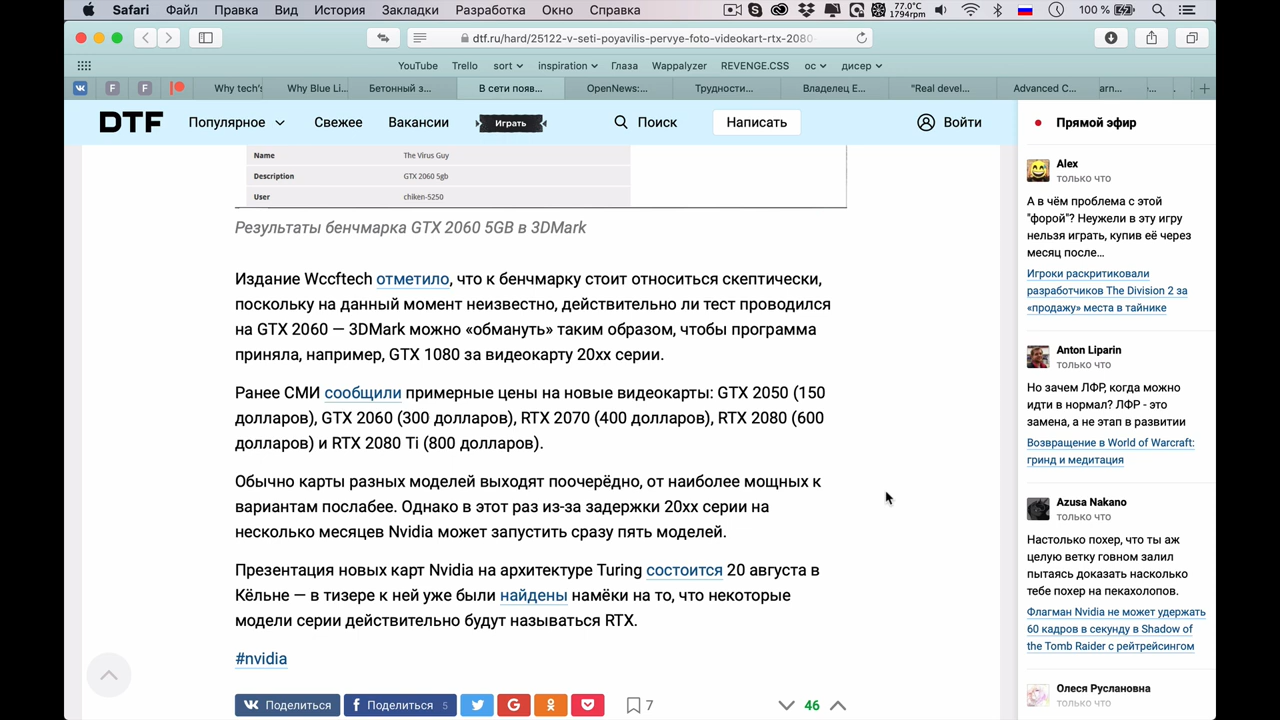 Safari Файл Правка Вид История Закладки Разработка Окно Справка 77.0°C 1794rpm 100 %
dtf.ru/hard/25122-v-seti-poyavilis-pervye-foto-videokart-rtx-2080-
YouTube Trello sort inspiration Глаза Wappalyzer REVENGE.CSS ос дисер
F F Why tech's Why Blue Li... Бетонный з... В сети появ... OpenNews:... Трудности... Владелец E... "Real devel... Advanced C... arn...
DTF Популярное Свежее Вакансии Играть Поиск Написать Войти
Name The Virus Guy
Description GTX 2060 5gb
User chiken-5250
Результаты бенчмарка GTX 2060 5GB в 3DMark
Издание Wccftech отметило, что к бенчмарку стоит относиться скептически,
поскольку на данный момент неизвестно, действительно ли тест проводился
на GTX 2060 — 3DMark можно «обмануть» таким образом, чтобы программа
приняла, например, GTX 1080 за видеокарту 20xx серии.
Ранее СМИ сообщили примерные цены на новые видеокарты: GTX 2050 (150
долларов), GTX 2060 (300 долларов), RTX 2070 (400 долларов), RTX 2080 (600
долларов) и RTX 2080 Ti (800 долларов).
Обычно карты разных моделей выходят поочерёдно, от наиболее мощных к
вариантам послабее. Однако в этот раз из-за задержки 20xx серии на
несколько месяцев Nvidia может запустить сразу пять моделей.
Презентация новых карт Nvidia на архитектуре Turing состоится 20 августа в
Кёльне — в тизере к ней уже были найдены намёки на то, что некоторые
модели серии действительно будут называться RTX.
#nvidia
Поделиться Поделиться 5 7 46
Прямой эфир
Alex
только что
А в чём проблема с этой
"форой"? Неужели в эту игру
нельзя играть, купив её через
месяц после...
Игроки раскритиковали
разработчиков The Division 2 за
«продажу» места в тайнике
Anton Liparin
только что
Но зачем ЛФР, когда можно
идти в нормал? ЛФР - это
замена, а не этап в развитии
Возвращение в World of Warcraft:
гринд и медитация
Azusa Nakano
только что
Настолько похер, что ты аж
целую ветку говном залил
пытаясь доказать насколько
тебе похер на пекахолопов.
Флагман Nvidia не может удержать
60 кадров в секунду в Shadow of
the Tomb Raider с рейтрейсингом
Олеся Руслановна
только что